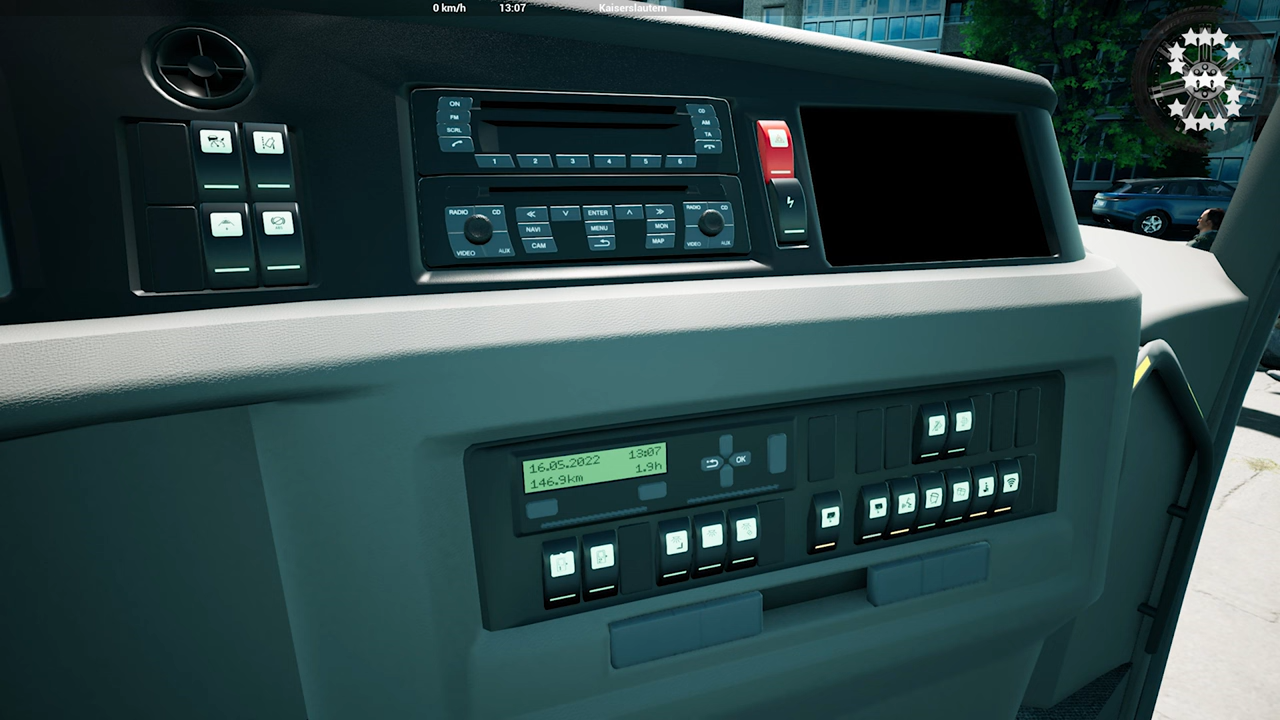 0 km/h 13:07 Kaiserslautern
ON
FM
SCRL
CD
AM
TA
1 2 3 4 5 6
RADIO CD
VIDEO AUX
ENTER
NAVI MENU MON
CAM MAP
RADIO CD
VIDEO AUX
16.05.2022 13:07
146.9km 1.9h
OK